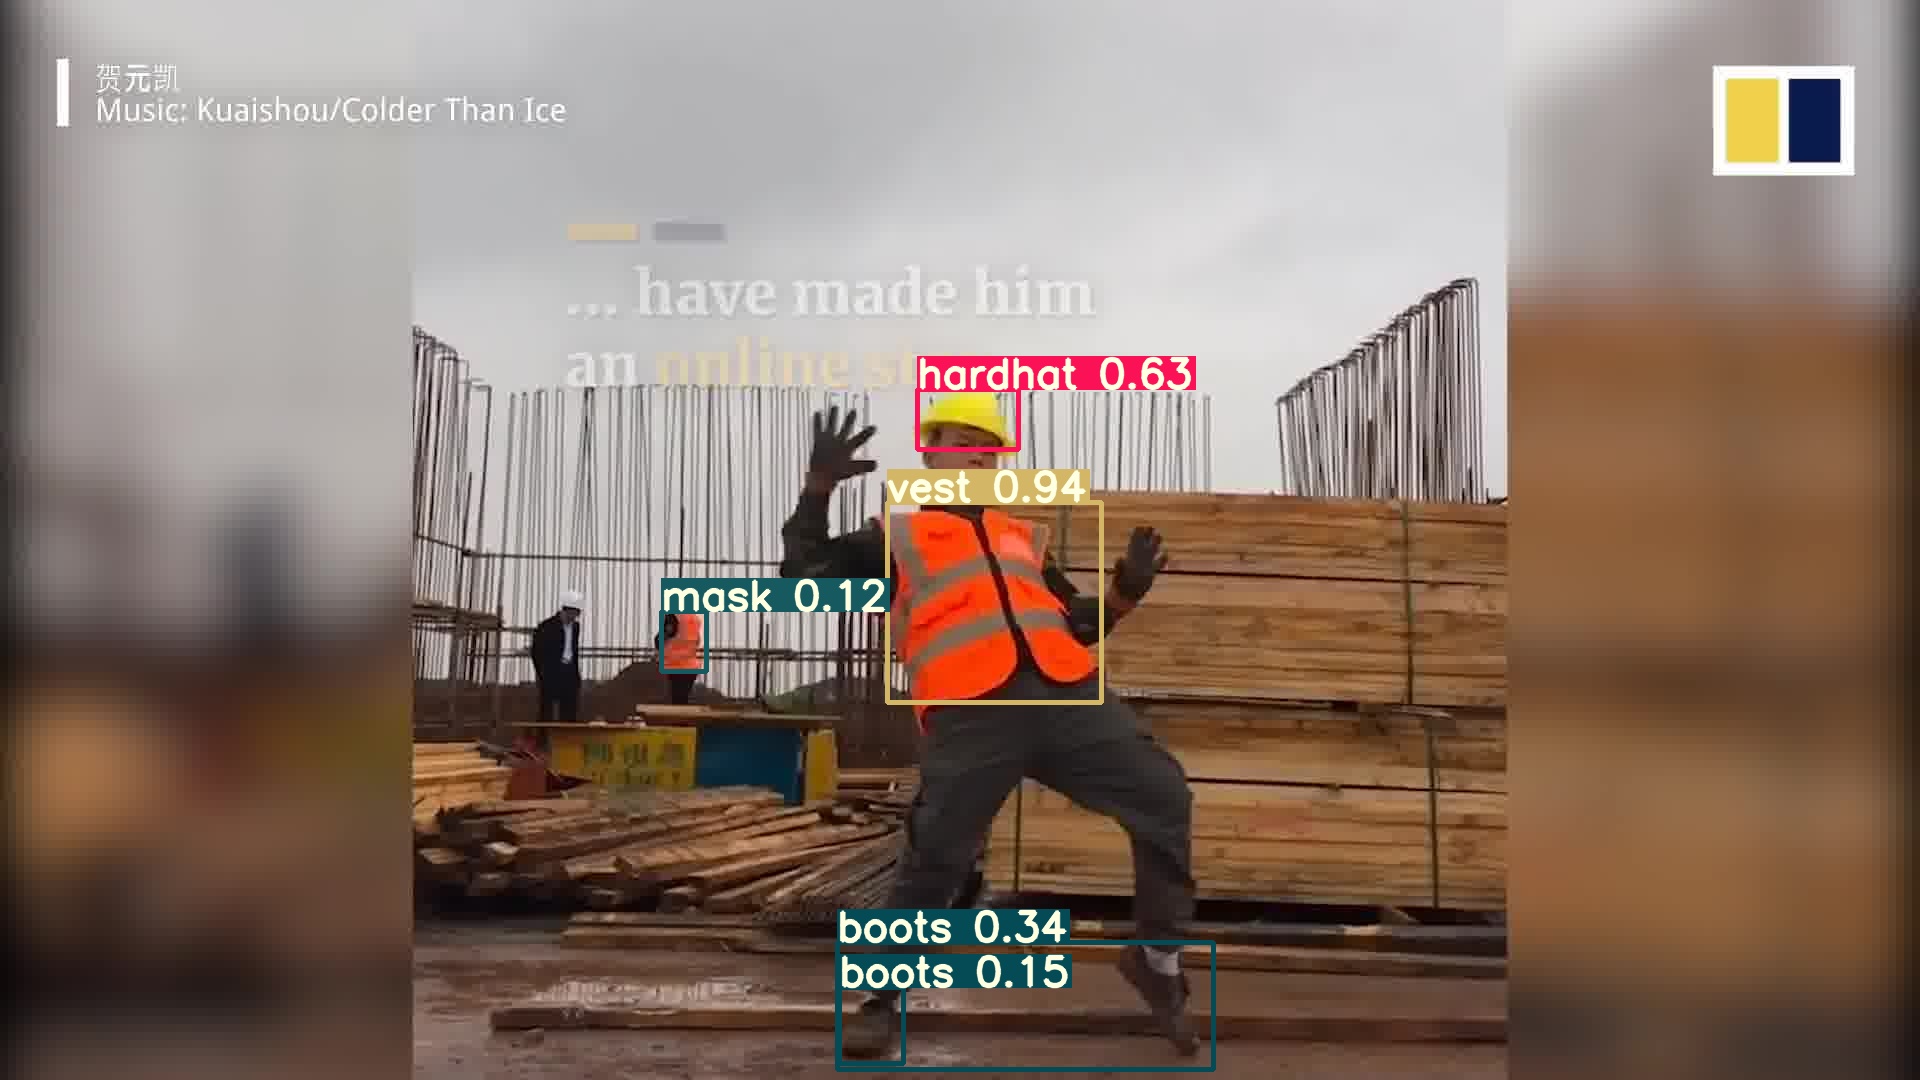 贺元凯
Music: Kuaishou/Colder Than Ice
... have made him
an online
hardhat 0.63
vest 0.94
mask 0.12
boots 0.34
boots 0.15